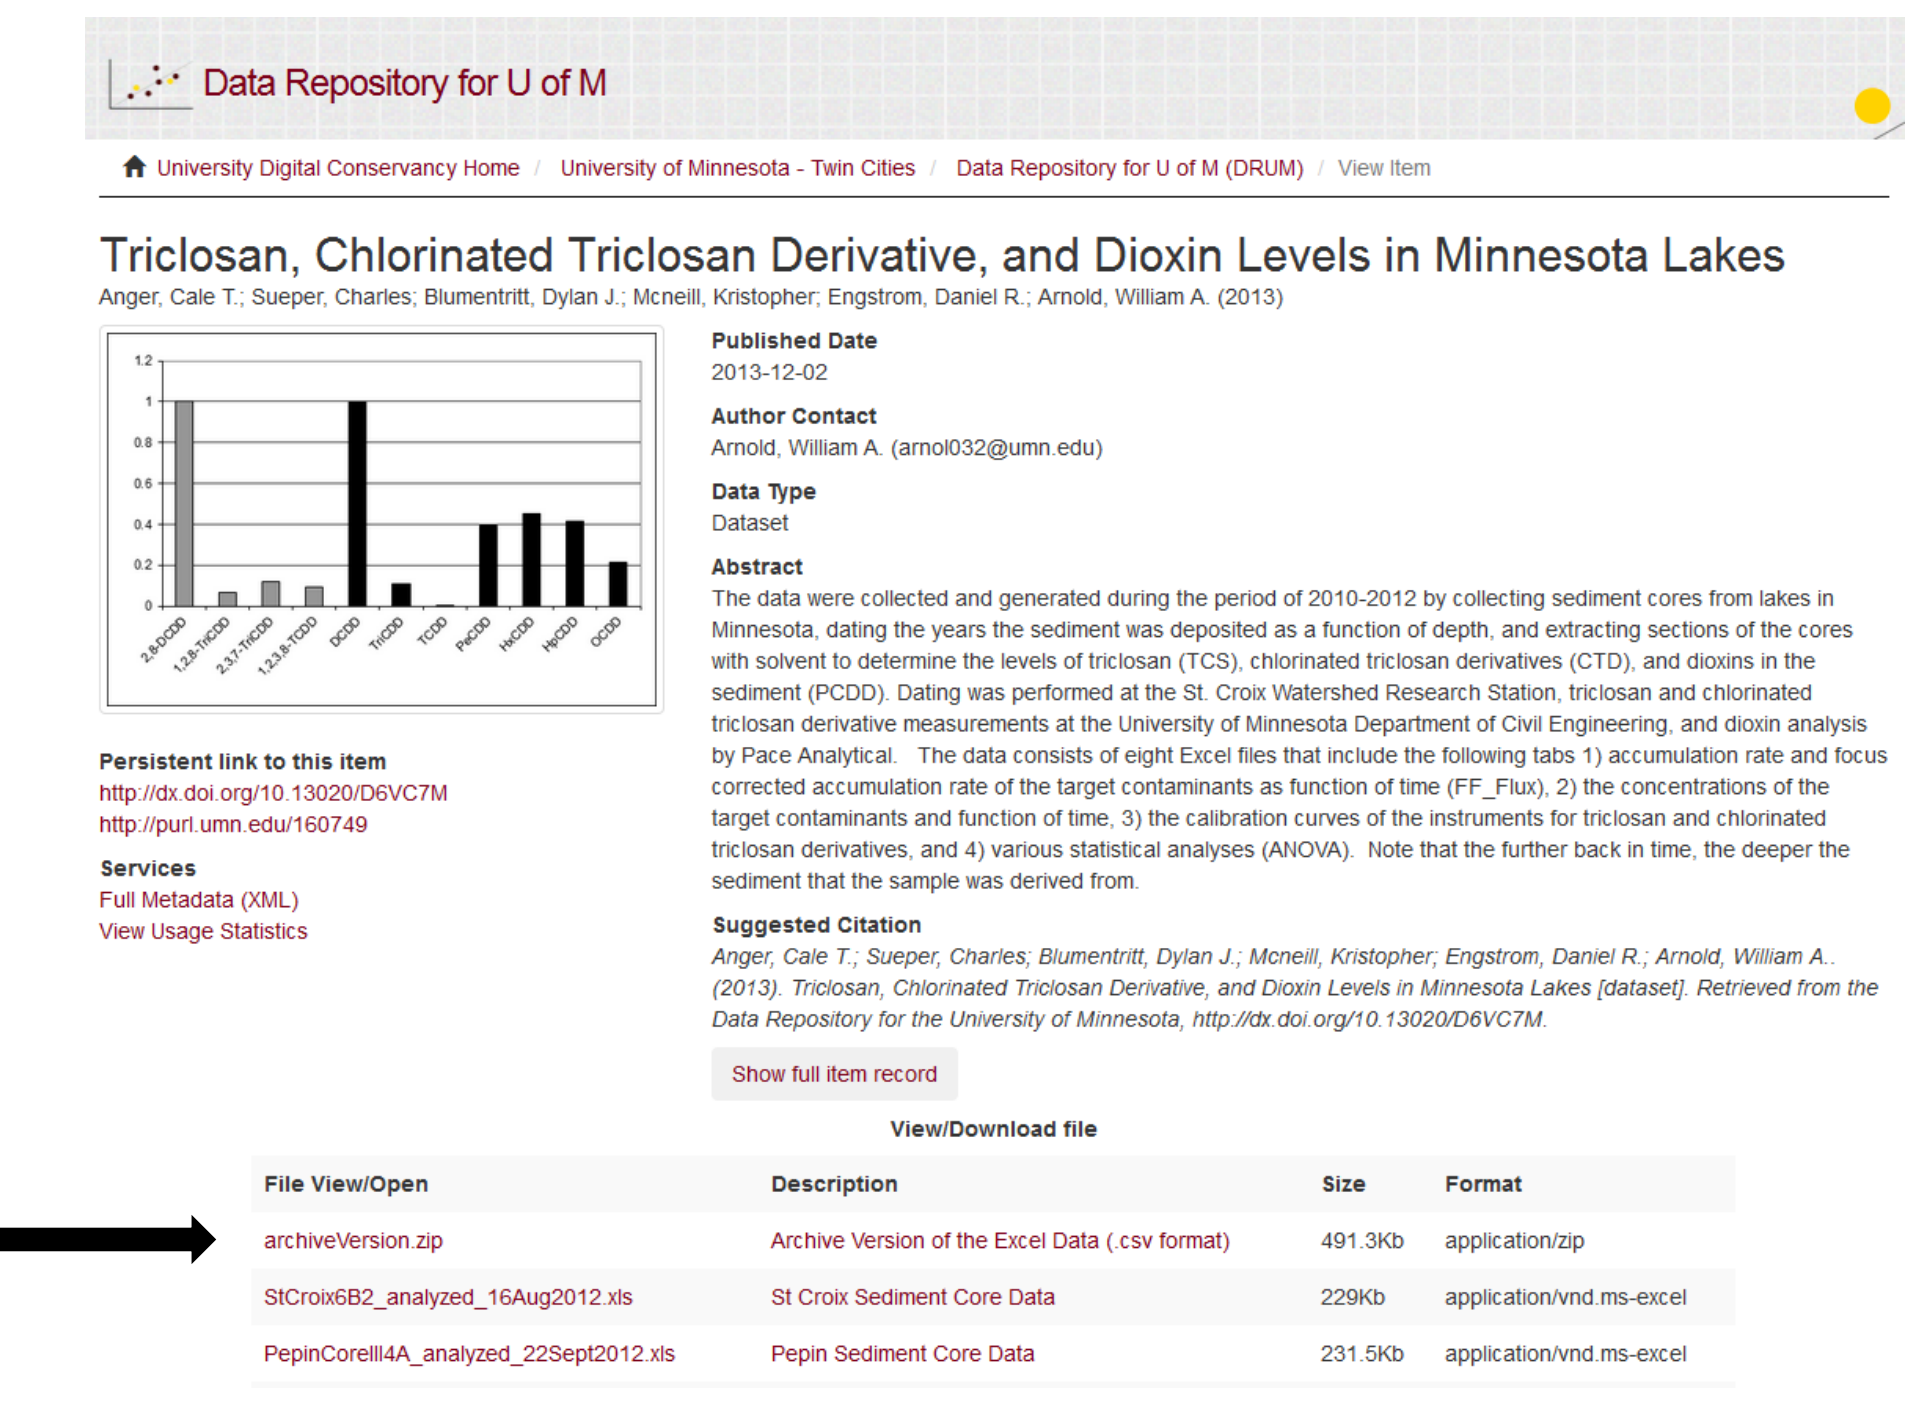 Data Repository for U of M
University Digital Conservancy Home / University of Minnesota - Twin Cities / Data Repository for U of M (DRUM) / View Item
Triclosan, Chlorinated Triclosan Derivative, and Dioxin Levels in Minnesota Lakes
Anger, Cale T.; Sueper, Charles; Blumentritt, Dylan J.; Mcneill, Kristopher; Engstrom, Daniel R.; Arnold, William A. (2013)
1.2
1
0.8
0.6
0.4
0.2
0
2,8-DCDD
1,2,8-TriCDD
2,3,7-TriCDD
1,2,3,8-TCDD
DCDD
TriCDD
TCDD
PeCDD
HxCDD
HpCDD
OCDD
Persistent link to this item
http://dx.doi.org/10.13020/D6VC7M
http://purl.umn.edu/160749
Services
Full Metadata (XML)
View Usage Statistics
Published Date
2013-12-02
Author Contact
Arnold, William A. (arnol032@umn.edu)
Data Type
Dataset
Abstract
The data were collected and generated during the period of 2010-2012 by collecting sediment cores from lakes in
Minnesota, dating the years the sediment was deposited as a function of depth, and extracting sections of the cores
with solvent to determine the levels of triclosan (TCS), chlorinated triclosan derivatives (CTD), and dioxins in the
sediment (PCDD). Dating was performed at the St. Croix Watershed Research Station, triclosan and chlorinated
triclosan derivative measurements at the University of Minnesota Department of Civil Engineering, and dioxin analysis
by Pace Analytical. The data consists of eight Excel files that include the following tabs 1) accumulation rate and focus
corrected accumulation rate of the target contaminants as function of time (FF_Flux), 2) the concentrations of the
target contaminants and function of time, 3) the calibration curves of the instruments for triclosan and chlorinated
triclosan derivatives, and 4) various statistical analyses (ANOVA). Note that the further back in time, the deeper the
sediment that the sample was derived from.
Suggested Citation
Anger, Cale T.; Sueper, Charles; Blumentritt, Dylan J.; Mcneill, Kristopher; Engstrom, Daniel R.; Arnold, William A..
(2013). Triclosan, Chlorinated Triclosan Derivative, and Dioxin Levels in Minnesota Lakes [dataset]. Retrieved from the
Data Repository for the University of Minnesota, http://dx.doi.org/10.13020/D6VC7M.
Show full item record
View/Download file
File View/Open Description Size Format
archiveVersion.zip Archive Version of the Excel Data (.csv format) 491.3Kb application/zip
StCroix6B2_analyzed_16Aug2012.xls St Croix Sediment Core Data 229Kb application/vnd.ms-excel
PepinCoreIII4A_analyzed_22Sept2012.xls Pepin Sediment Core Data 231.5Kb application/vnd.ms-excel